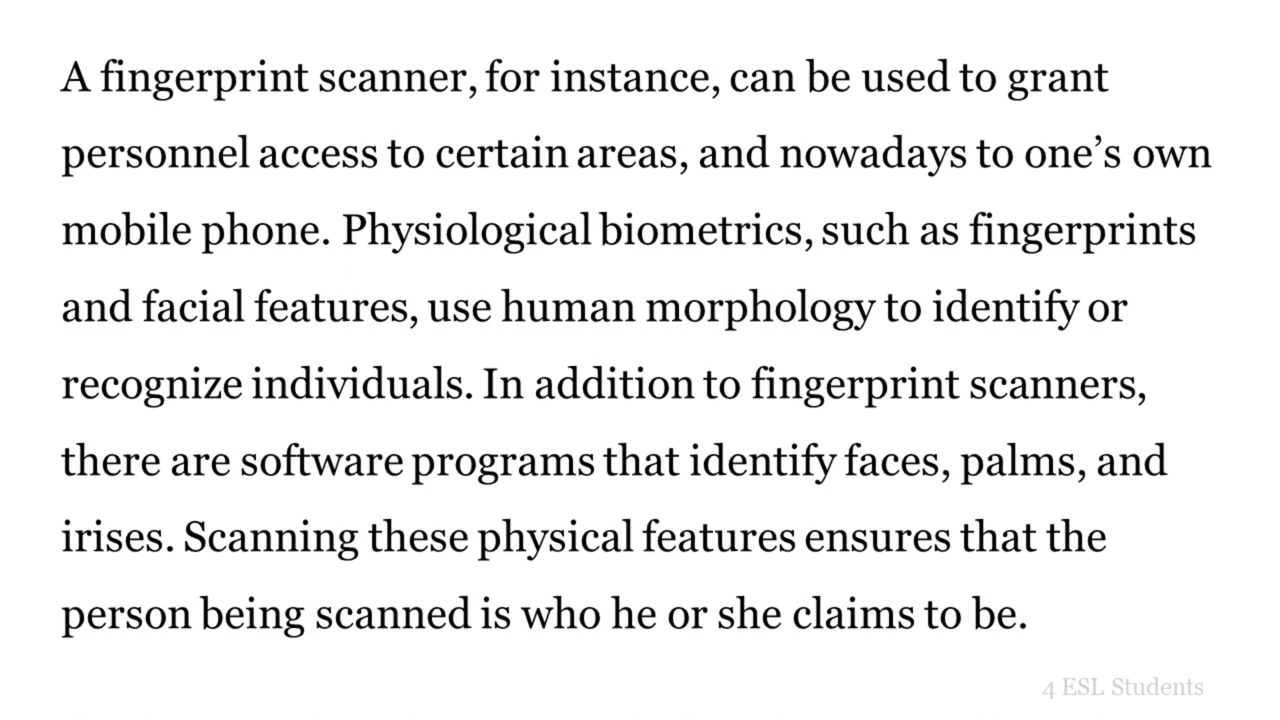 A fingerprint scanner, for instance, can be used to grant
personnel access to certain areas, and nowadays to one’s own
mobile phone. Physiological biometrics, such as fingerprints
and facial features, use human morphology to identify or
recognize individuals. In addition to fingerprint scanners,
there are software programs that identify faces, palms, and
irises. Scanning these physical features ensures that the
person being scanned is who he or she claims to be.
4 ESL Students